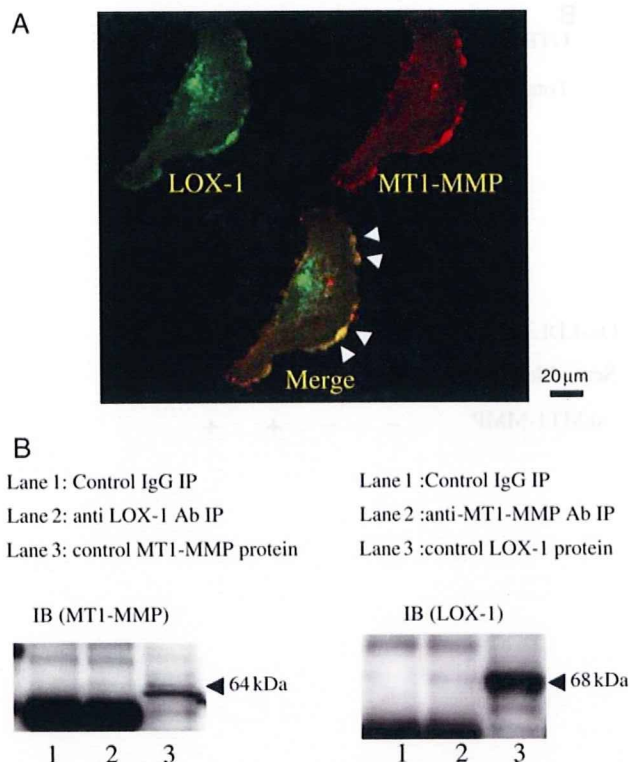 A
LOX-1
MT1-MMP
Merge
20 μm
B
Lane 1: Control IgG IP
Lane 2: anti LOX-1 Ab IP
Lane 3: control MT1-MMP protein
IB (MT1-MMP)
64 kDa
1 2 3
Lane 1 :Control IgG IP
Lane 2 :anti-MT1-MMP Ab IP
Lane 3 :control LOX-1 protein
IB (LOX-1)
68 kDa
1 2 3